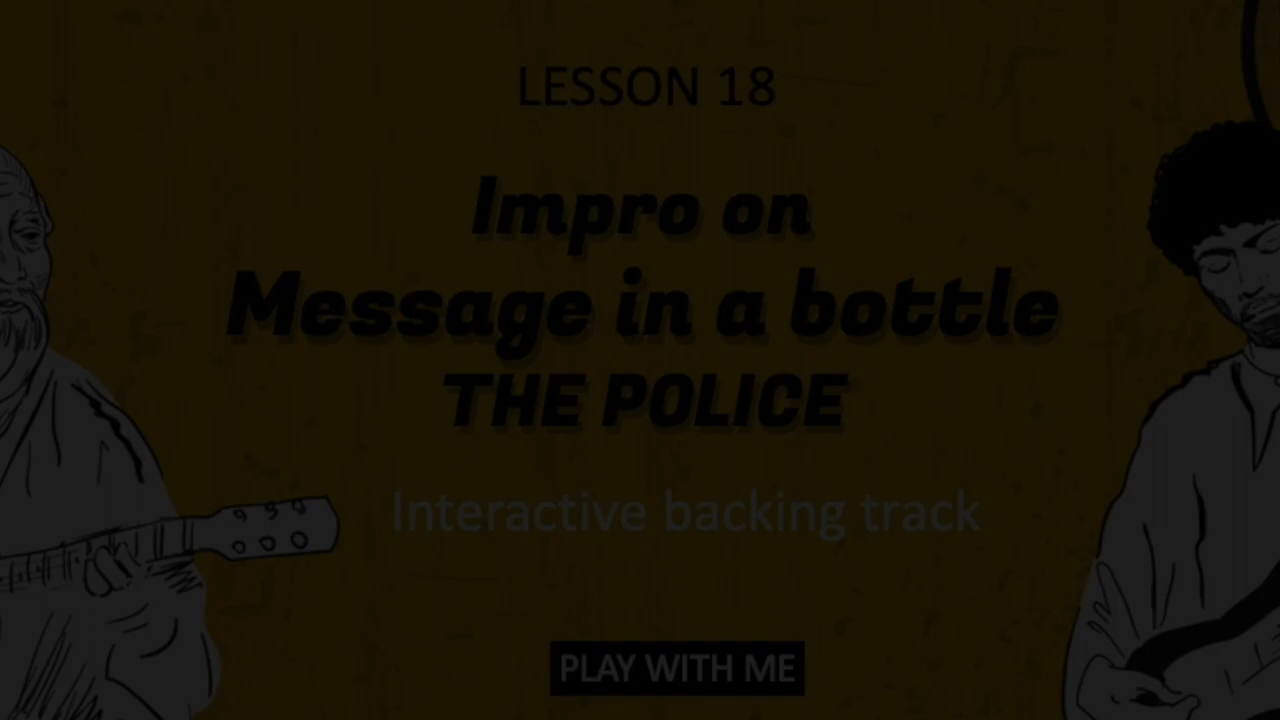 LESSON 18
Impro on
Message in a bottle
THE POLICE
Interactive backing track
PLAY WITH ME